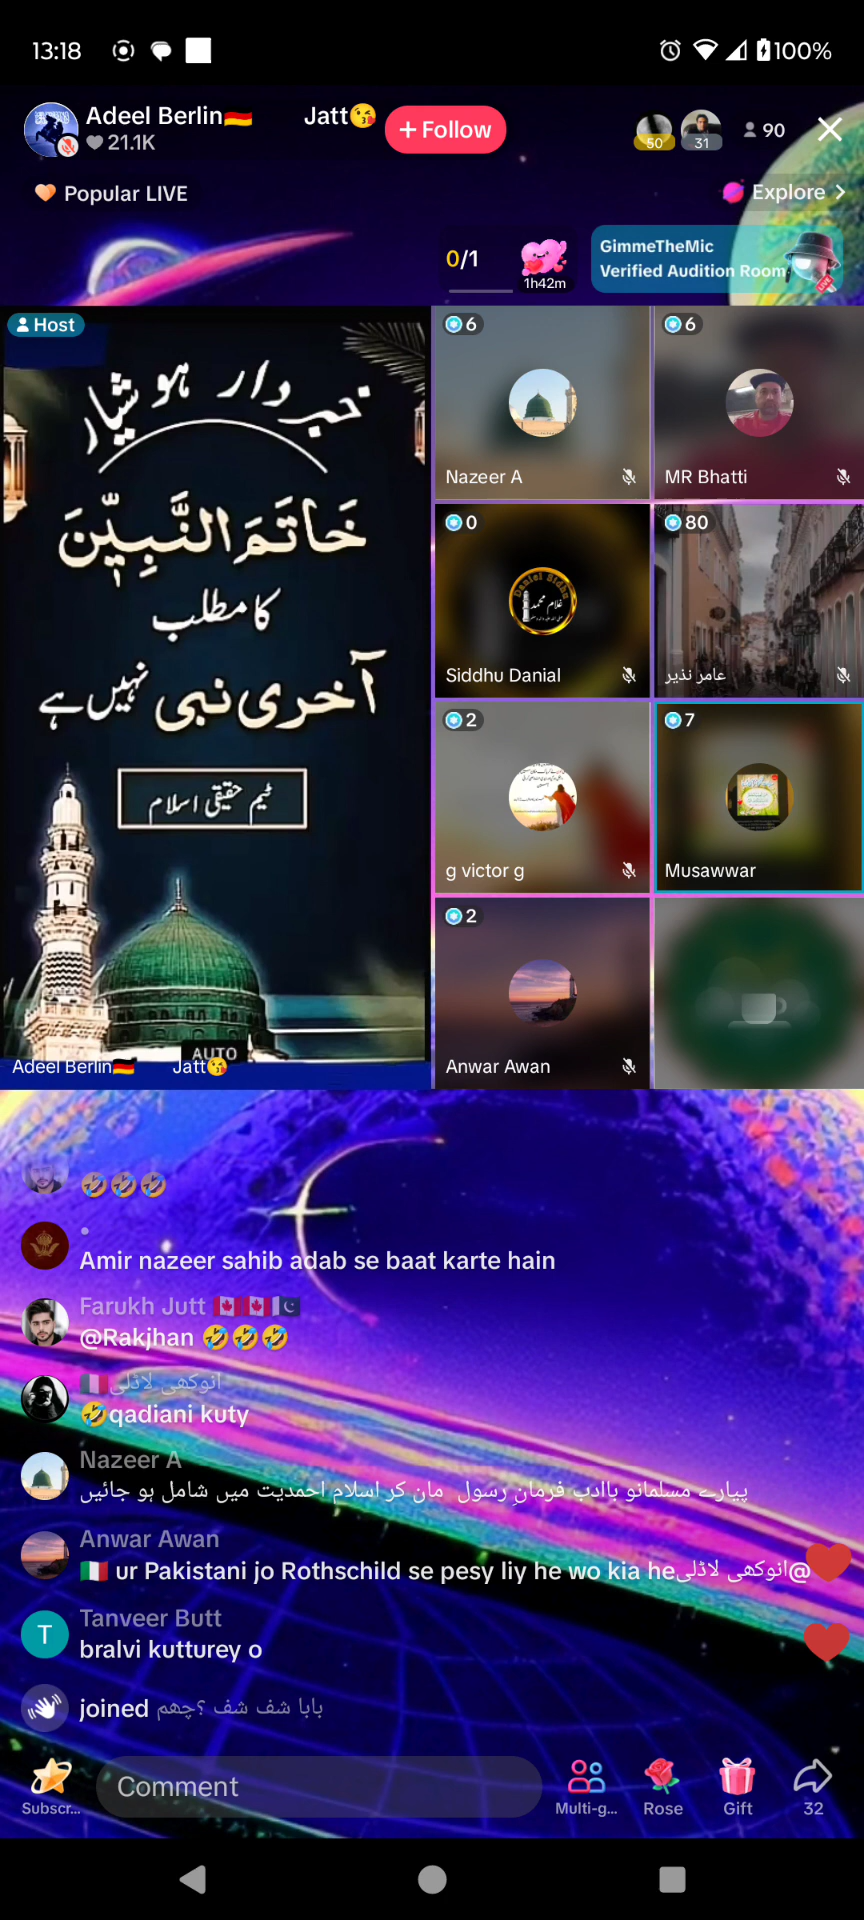 13:18
100%
Adeel Berlin🇩🇪 Jatt😘
21.1K
+ Follow
50
31
90
Popular LIVE
Explore
0/1
1h42m
GimmeTheMic
Verified Audition Room
LIVE
Host
خبردار ہوشیار
خَاتَمَ النَّبِیّٖنَ
کا مطلب
آخری نبی نہیں ہے
ٹیم حقیقی اسلام
AUTO
Adeel Berlin🇩🇪 Jatt😘
6
Nazeer A
6
MR Bhatti
0
Daniel Sidhu
غلام محمد
Siddhu Danial
80
عامر نذیر
2
g victor g
7
Musawwar
2
Anwar Awan
🤣🤣🤣
Amir nazeer sahib adab se baat karte hain
Farukh Jutt 🇨🇦🇨🇦🇵🇰
@Rakjhan 🤣🤣🤣
🇮🇹انوکھی لاڈلی
🤣qadiani kuty
Nazeer A
پیارے مسلمانو باادب فرمانِ رسول مان کر اسلام احمدیت میں شامل ہو جائیں
Anwar Awan
@انوکھی لاڈلی🇮🇹 ur Pakistani jo Rothschild se pesy liy he wo kia he
Tanveer Butt
T
bralvi kutturey o
بابا شف شف ؟چھم joined
Subscr...
Comment
Multi-g...
Rose
Gift
32